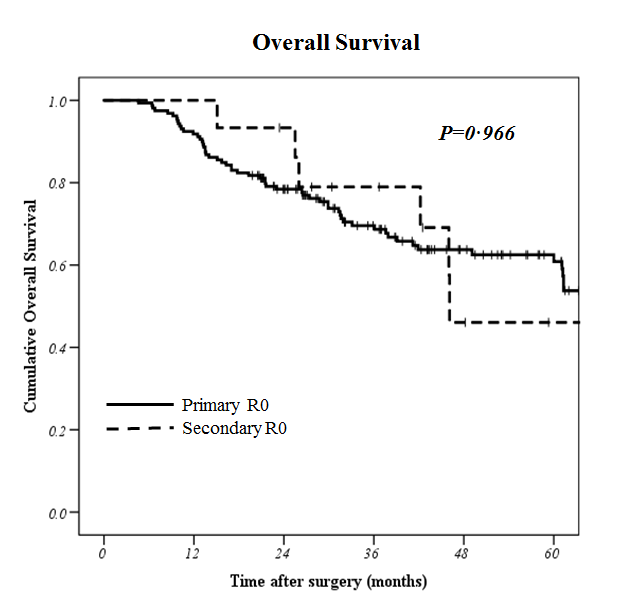 Overall Survival
P=0·966
1.0
0.8
0.6
0.4
0.2
0.0
Cumulative Overall Survival
Primary R0
Secondary R0
0 12 24 36 48 60
Time after surgery (months)